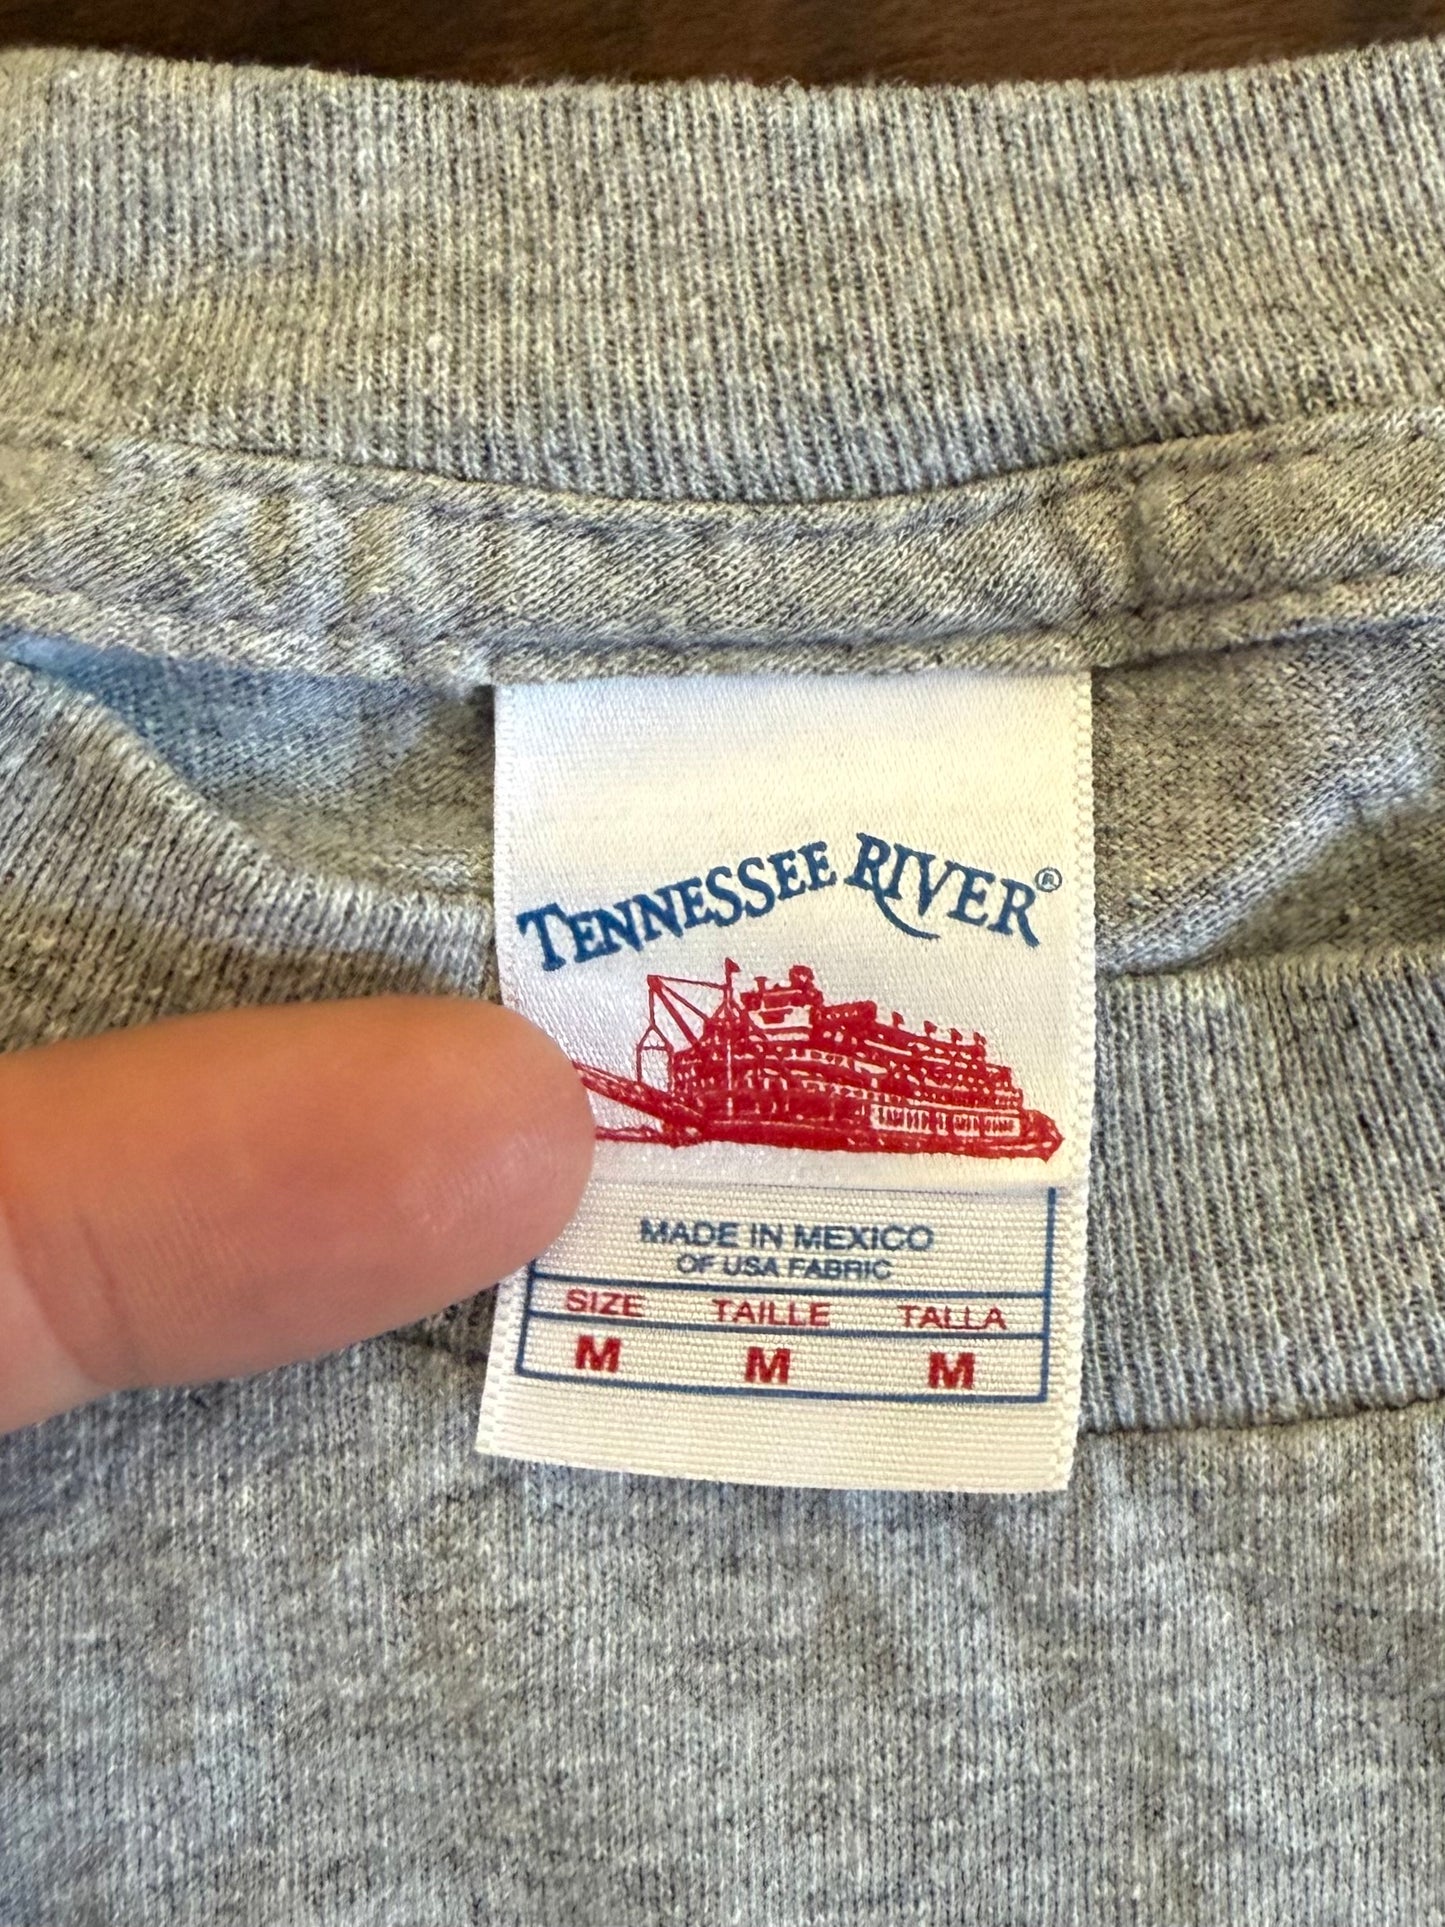 TENNESSEE RIVER®
MADE IN MEXICO
OF USA FABRIC
SIZE TAILLE TALLA
M M M